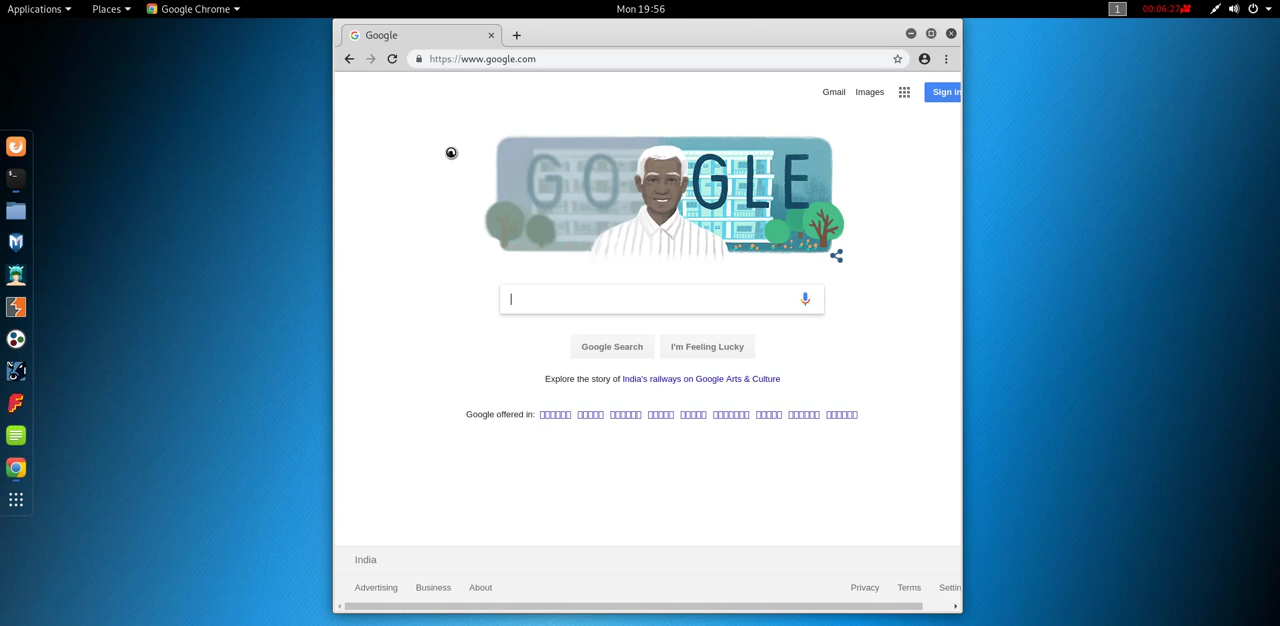 Applications Places Google Chrome Mon 19:56 1 00:06:27
Google
https://www.google.com
Gmail Images Sign in
GOOGLE
Google Search I'm Feeling Lucky
Explore the story of India's railways on Google Arts & Culture
Google offered in:
India
Advertising Business About Privacy Terms Settin